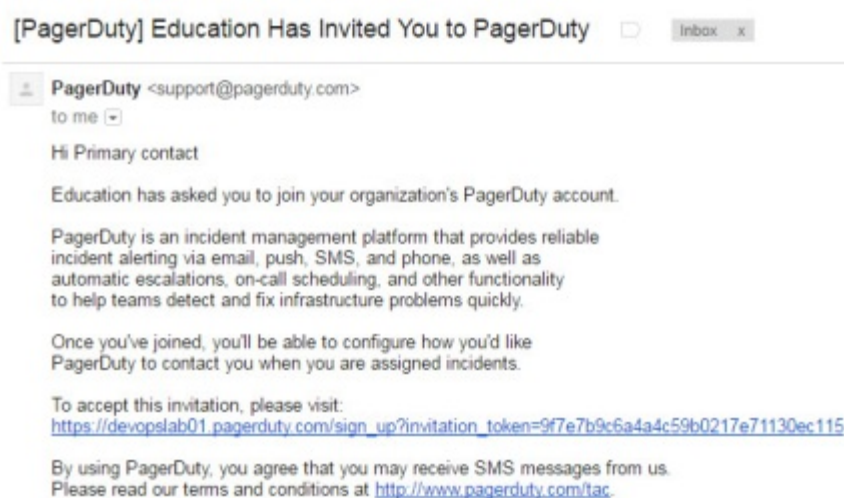 [PagerDuty] Education Has Invited You to PagerDuty
Inbox x
PagerDuty <support@pagerduty.com>
to me
Hi Primary contact
Education has asked you to join your organization's PagerDuty account.
PagerDuty is an incident management platform that provides reliable
incident alerting via email, push, SMS, and phone, as well as
automatic escalations, on-call scheduling, and other functionality
to help teams detect and fix infrastructure problems quickly.
Once you've joined, you'll be able to configure how you'd like
PagerDuty to contact you when you are assigned incidents.
To accept this invitation, please visit:
https://devopslab01.pagerduty.com/sign_up?invitation_token=9f7e7b9c6a4a4c59b0217e71130ec115
By using PagerDuty, you agree that you may receive SMS messages from us.
Please read our terms and conditions at http://www.pagerduty.com/tac.